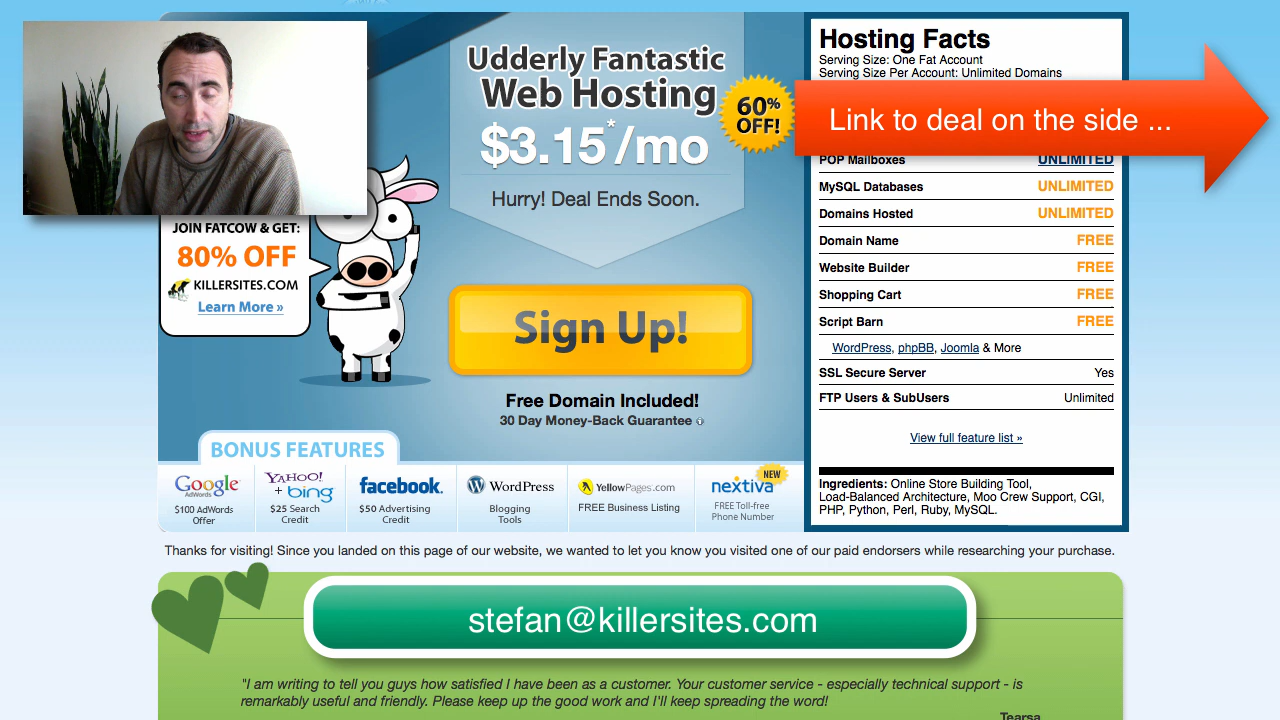 Udderly Fantastic
Web Hosting
$3.15*/mo
Hurry! Deal Ends Soon.
60%
OFF!
Hosting Facts
Serving Size: One Fat Account
Serving Size Per Account: Unlimited Domains
Link to deal on the side ...
POP Mailboxes UNLIMITED
MySQL Databases UNLIMITED
Domains Hosted UNLIMITED
Domain Name FREE
Website Builder FREE
Shopping Cart FREE
Script Barn FREE
WordPress, phpBB, Joomla & More
SSL Secure Server Yes
FTP Users & SubUsers Unlimited
View full feature list »
Ingredients: Online Store Building Tool,
Load-Balanced Architecture, Moo Crew Support, CGI,
PHP, Python, Perl, Ruby, MySQL.
JOIN FATCOW & GET:
80% OFF
KILLERSITES.COM
Learn More »
Sign Up!
Free Domain Included!
30 Day Money-Back Guarantee
BONUS FEATURES
Google
AdWords
$100 AdWords
Offer
YAHOO!
+ bing
$25 Search
Credit
facebook.
$50 Advertising
Credit
WordPress
Blogging
Tools
YellowPages.com
FREE Business Listing
NEW
nextiva
FREE Toll-free
Phone Number
Thanks for visiting! Since you landed on this page of our website, we wanted to let you know you visited one of our paid endorsers while researching your purchase.
stefan@killersites.com
"I am writing to tell you guys how satisfied I have been as a customer. Your customer service - especially technical support - is
remarkably useful and friendly. Please keep up the good work and I'll keep spreading the word!
Tearsa